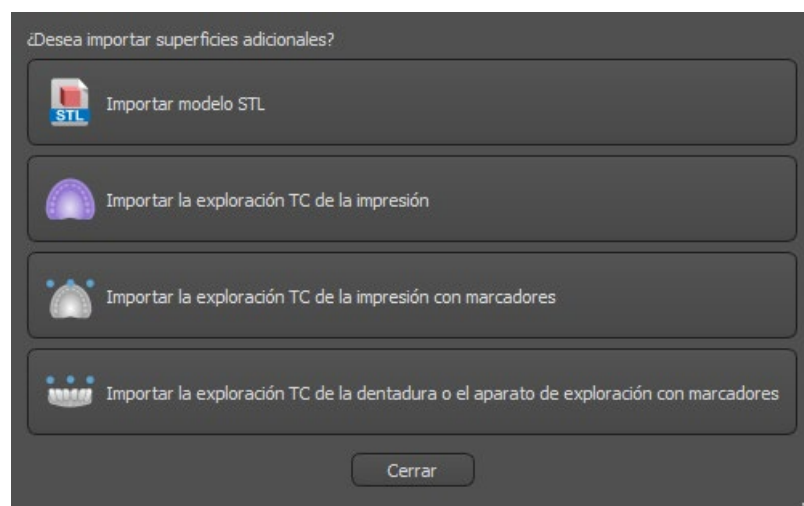 ¿Desea importar superficies adicionales?
STL
Importar modelo STL
Importar la exploración TC de la impresión
Importar la exploración TC de la impresión con marcadores
Importar la exploración TC de la dentadura o el aparato de exploración con marcadores
Cerrar